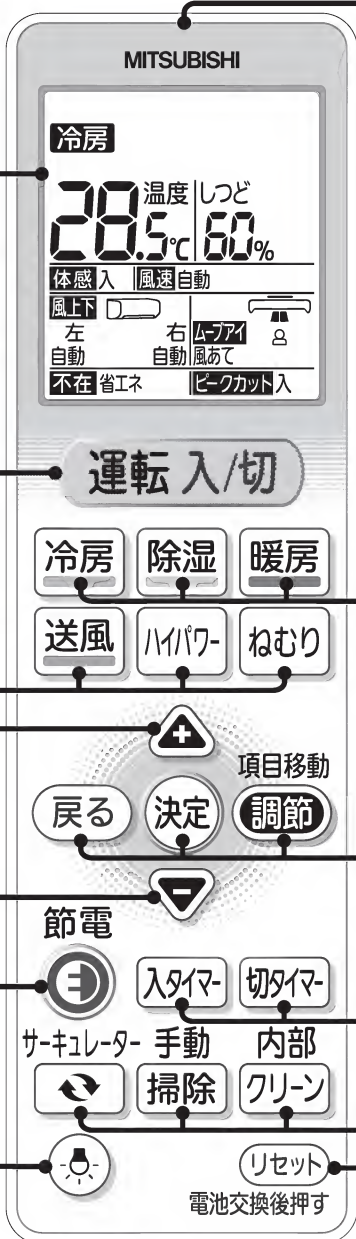 MITSUBISHI
冷房
28.5℃ 温度 しつど 60%
体感 入 風速 自動
風上下
左 右 ムーブアイ
自動 自動 風あて
不在 省エネ ピークカット 入
運転 入/切
冷房 除湿 暖房
送風 ハイパワー ねむり
+
項目移動
戻る 決定 調節
-
節電
入タイマー 切タイマー
サーキュレーター 手動 内部
掃除 クリーン
リセット
電池交換後押す